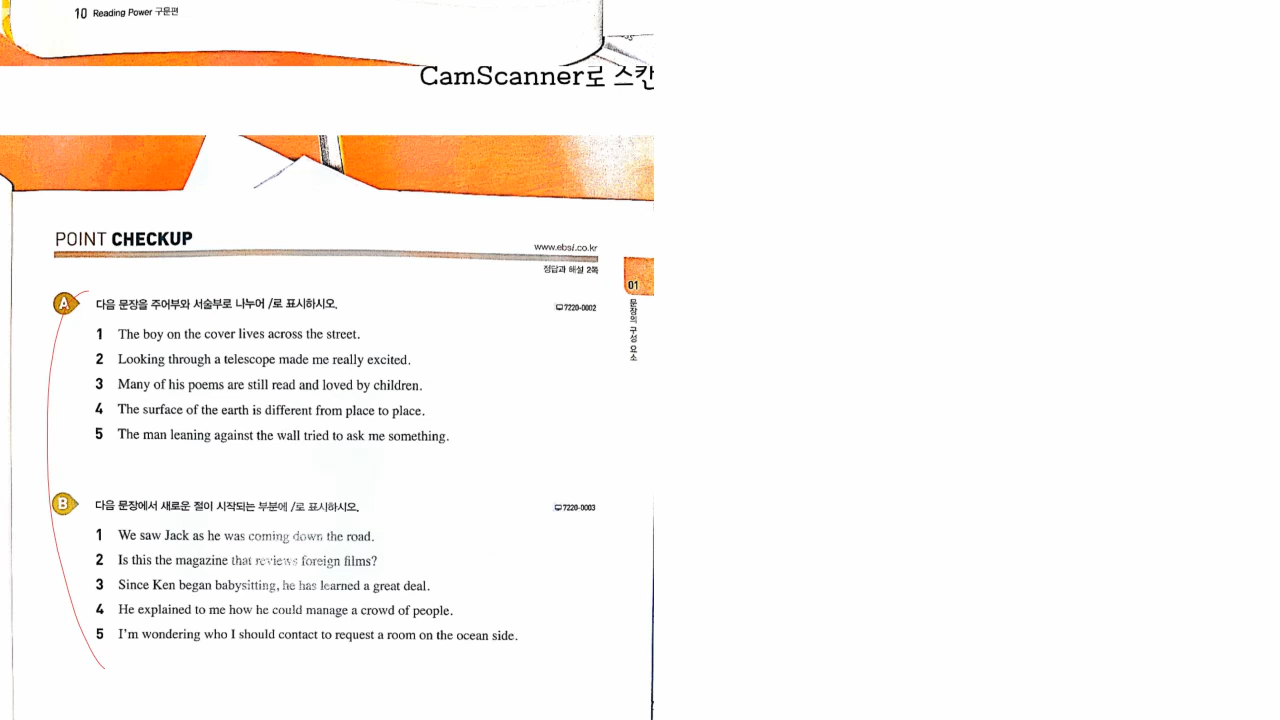 10 Reading Power 구문편
CamScanner로 스칸
POINT CHECKUP
www.ebsi.co.kr
정답과 해설 2쪽
01
문장의 구성 요소
A 다음 문장을 주어부와 서술부로 나누어 /로 표시하시오.
7220-0002
1 The boy on the cover lives across the street.
2 Looking through a telescope made me really excited.
3 Many of his poems are still read and loved by children.
4 The surface of the earth is different from place to place.
5 The man leaning against the wall tried to ask me something.
B 다음 문장에서 새로운 절이 시작되는 부분에 /로 표시하시오.
7220-0003
1 We saw Jack as he was coming down the road.
2 Is this the magazine that reviews foreign films?
3 Since Ken began babysitting, he has learned a great deal.
4 He explained to me how he could manage a crowd of people.
5 I'm wondering who I should contact to request a room on the ocean side.